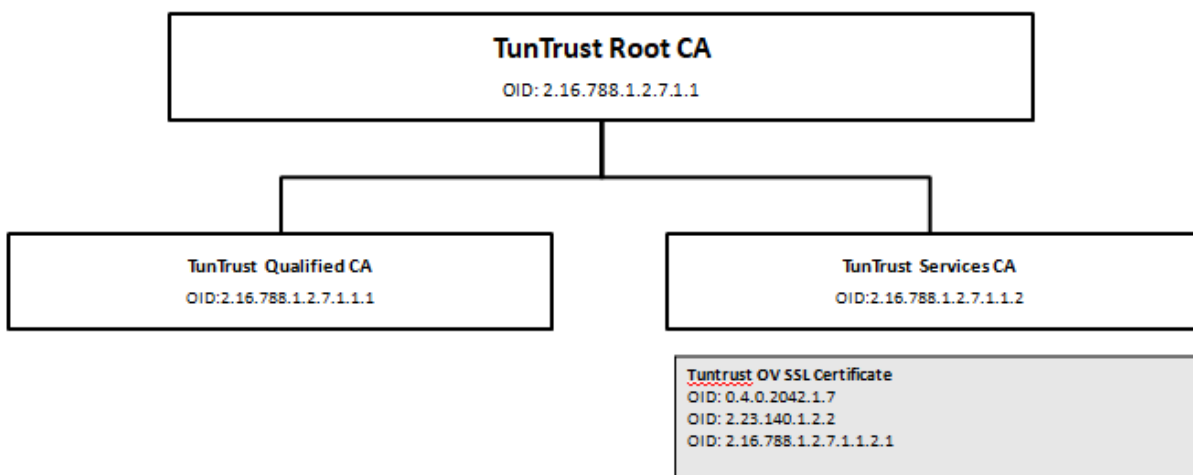 TunTrust Root CA
OID: 2.16.788.1.2.7.1.1
TunTrust Qualified CA
OID:2.16.788.1.2.7.1.1.1
TunTrust Services CA
OID:2.16.788.1.2.7.1.1.2
Tuntrust OV SSL Certificate
OID: 0.4.0.2042.1.7
OID: 2.23.140.1.2.2
OID: 2.16.788.1.2.7.1.1.2.1